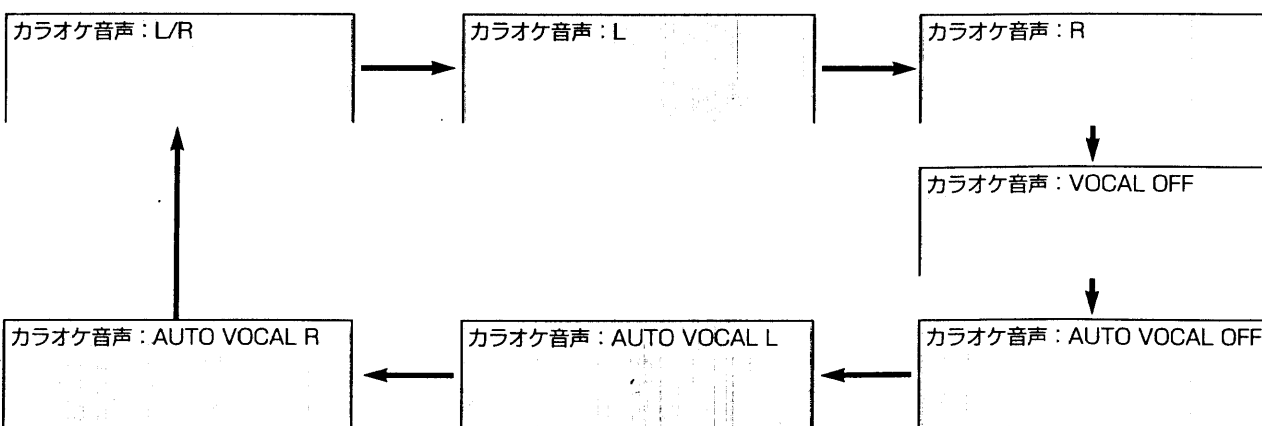 カラオケ音声：L/R
カラオケ音声：L
カラオケ音声：R
カラオケ音声：VOCAL OFF
カラオケ音声：AUTO VOCAL R
カラオケ音声：AUTO VOCAL L
カラオケ音声：AUTO VOCAL OFF